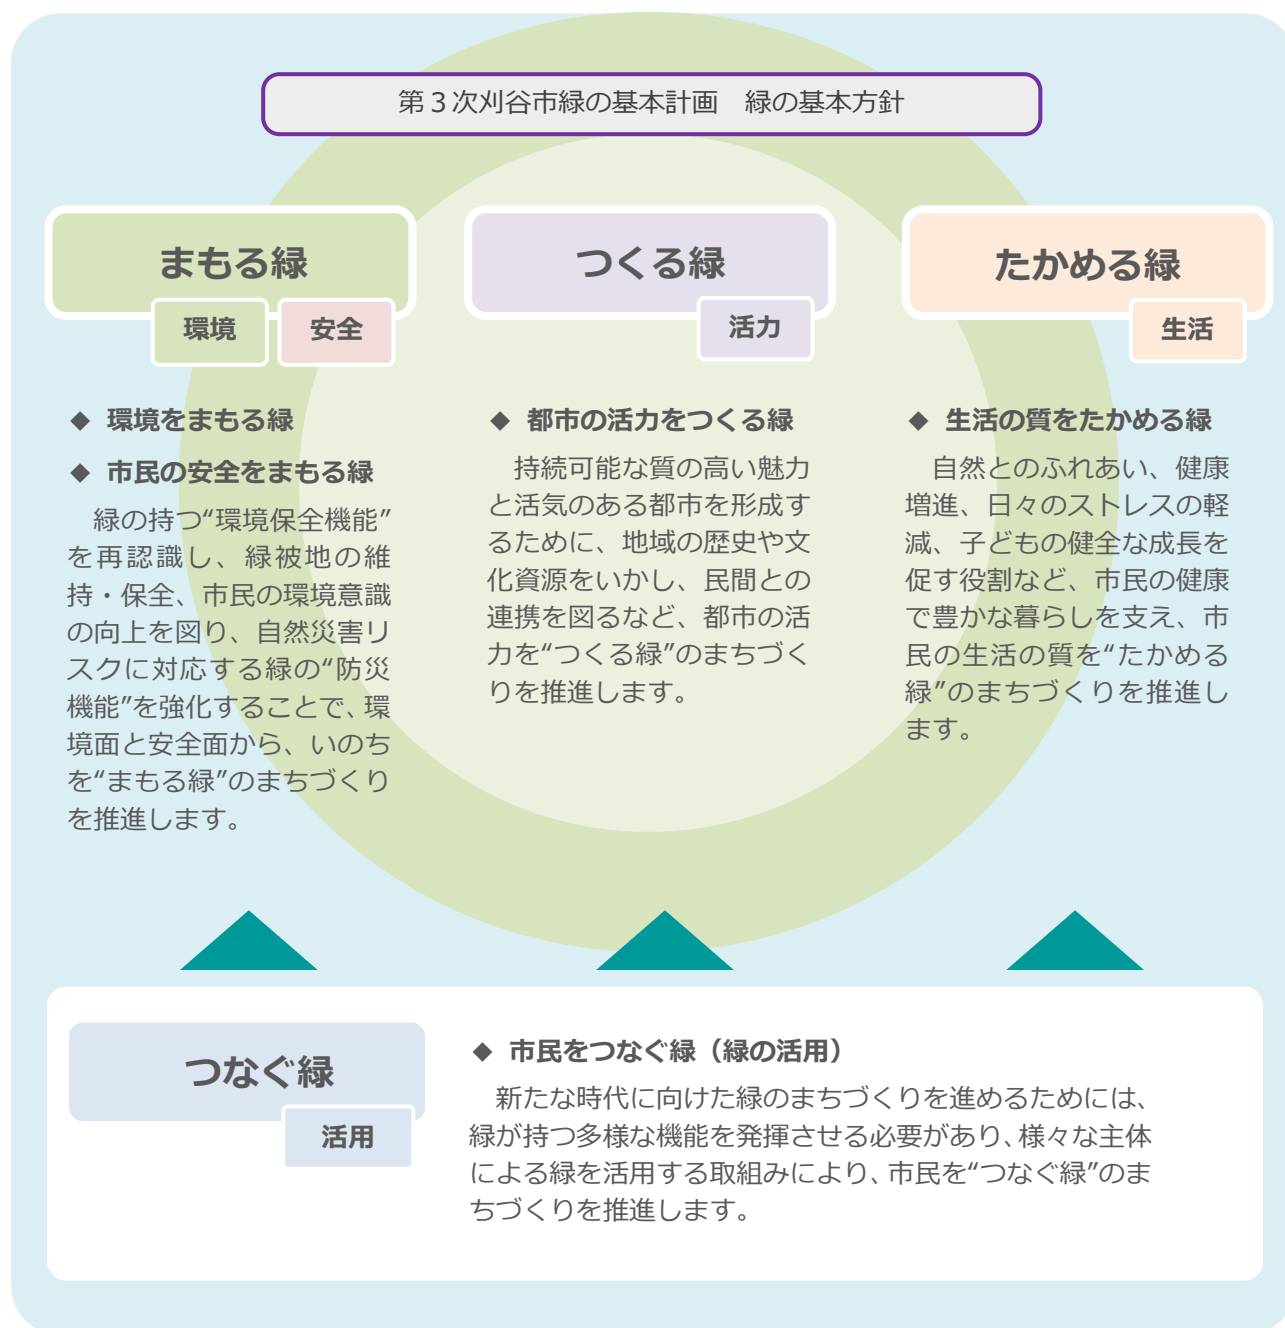 第3次刈谷市緑の基本計画　緑の基本方針
まもる緑
環境
安全
◆ 環境をまもる緑
◆ 市民の安全をまもる緑
　緑の持つ“環境保全機能”
を再認識し、緑被地の維
持・保全、市民の環境意識
の向上を図り、自然災害リ
スクに対応する緑の“防災
機能”を強化することで、環
境面と安全面から、いのち
を“まもる緑”のまちづくり
を推進します。
つくる緑
活力
◆ 都市の活力をつくる緑
　持続可能な質の高い魅力
と活気のある都市を形成す
るために、地域の歴史や文
化資源をいかし、民間との
連携を図るなど、都市の活
力を“つくる緑”のまちづく
りを推進します。
たかめる緑
生活
◆ 生活の質をたかめる緑
　自然とのふれあい、健康
増進、日々のストレスの軽
減、子どもの健全な成長を
促す役割など、市民の健康
で豊かな暮らしを支え、市
民の生活の質を“たかめる
緑”のまちづくりを推進し
ます。
つなぐ緑
活用
◆ 市民をつなぐ緑（緑の活用）
　新たな時代に向けた緑のまちづくりを進めるためには、
緑が持つ多様な機能を発揮させる必要があり、様々な主体
による緑を活用する取組みにより、市民を“つなぐ緑”のま
ちづくりを推進します。